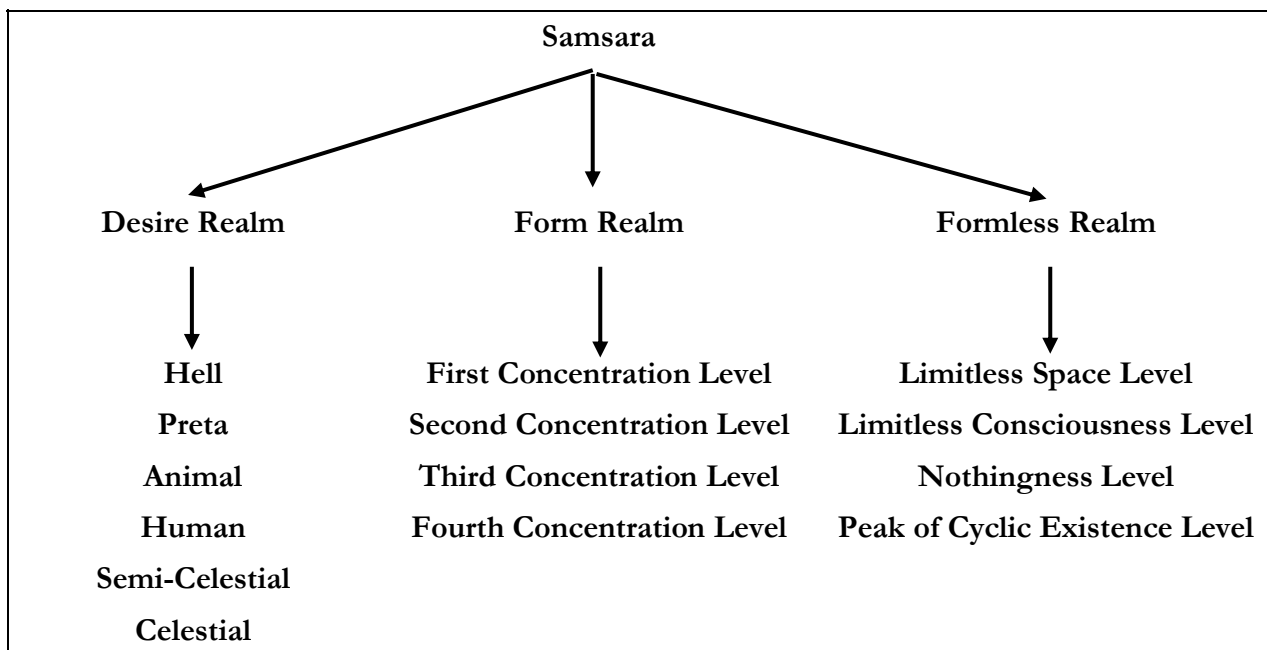 Samsara
Desire Realm Form Realm Formless Realm
Hell First Concentration Level Limitless Space Level
Preta Second Concentration Level Limitless Consciousness Level
Animal Third Concentration Level Nothingness Level
Human Fourth Concentration Level Peak of Cyclic Existence Level
Semi-Celestial
Celestial